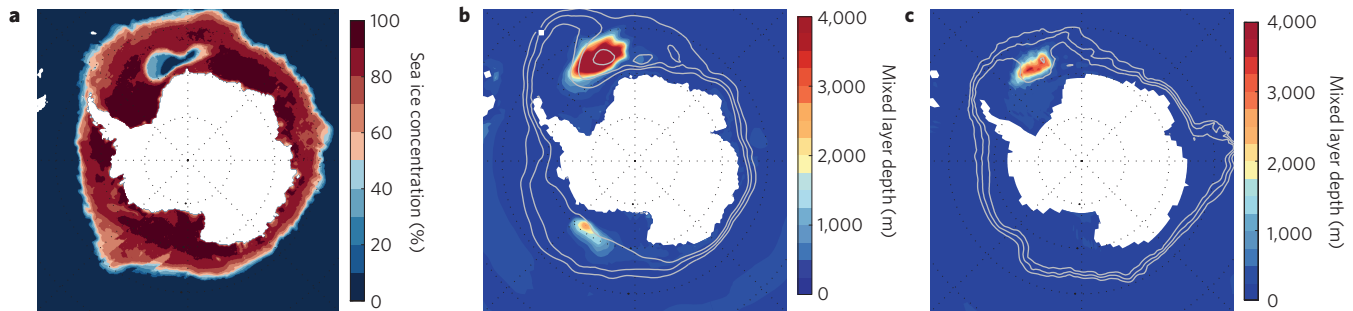 a
100
80
60
40
20
0
Sea ice concentration (%)
b
4,000
3,000
2,000
1,000
0
Mixed layer depth (m)
c
4,000
3,000
2,000
1,000
0
Mixed layer depth (m)